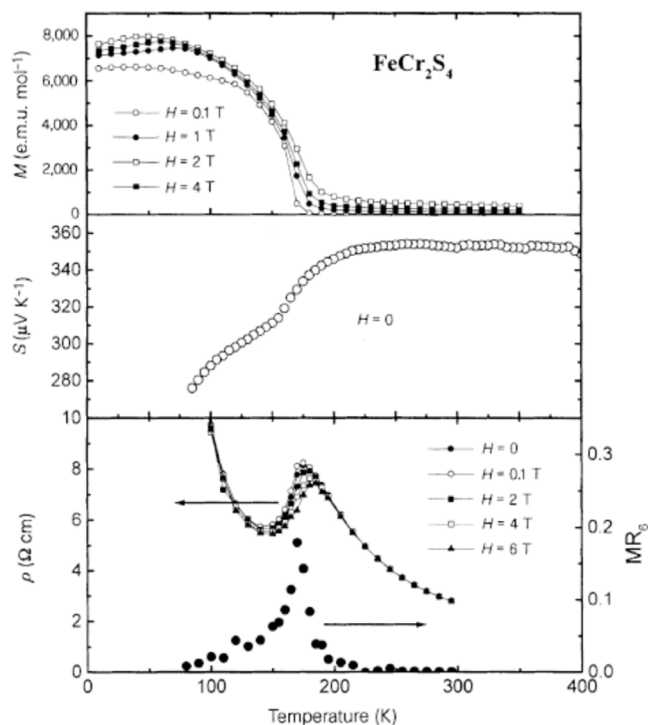 FeCr₂S₄
M (e.m.u. mol⁻¹)
8,000
6,000
4,000
2,000
0
H = 0.1 T
H = 1 T
H = 2 T
H = 4 T
S (μV K⁻¹)
360
340
320
300
280
260
H = 0
ρ (Ω cm)
10
8
6
4
2
0
H = 0
H = 0.1 T
H = 2 T
H = 4 T
H = 6 T
0.3
0.2
0.1
0.0
MR₆
0 100 200 300 400
Temperature (K)